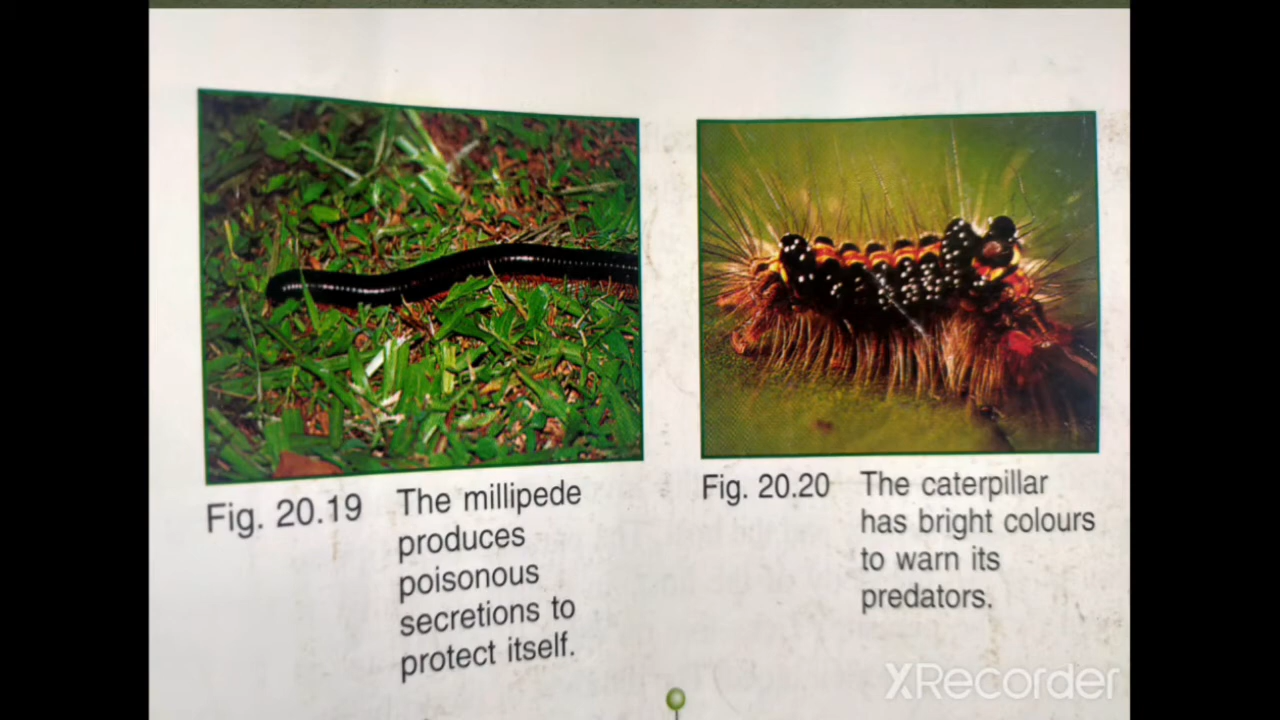 Fig. 20.19 The millipede
produces
poisonous
secretions to
protect itself.
Fig. 20.20 The caterpillar
has bright colours
to warn its
predators.
XRecorder